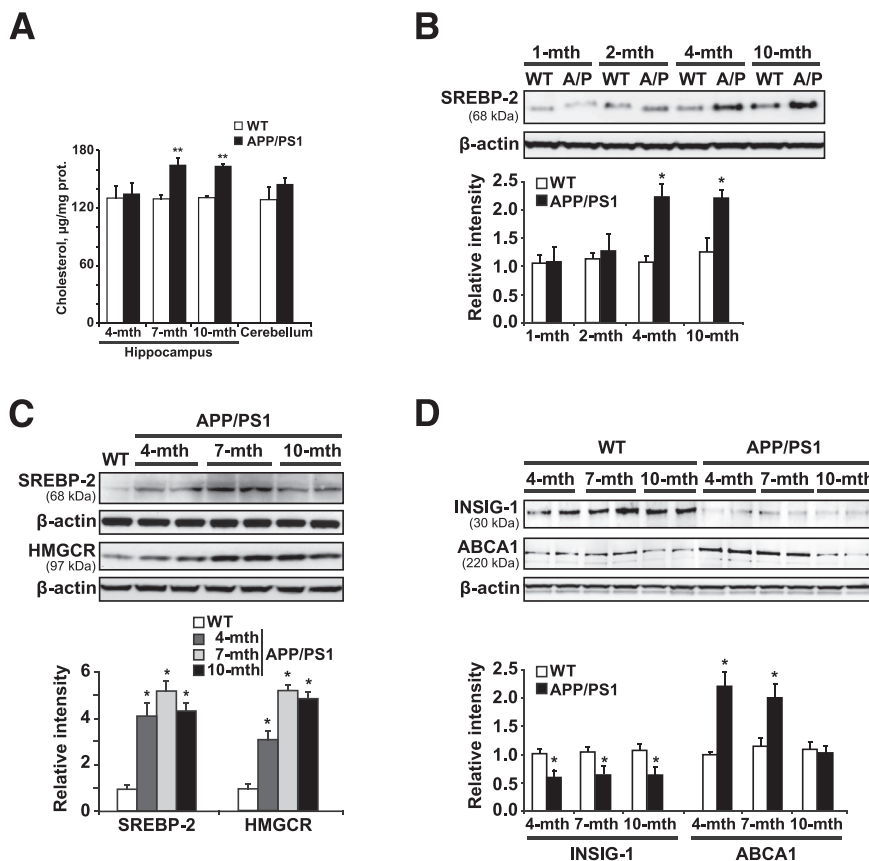 A
WT
APP/PS1
Cholesterol, µg/mg prot.
180
120
60
0
** **
4-mth 7-mth 10-mth Cerebellum
Hippocampus
B
1-mth 2-mth 4-mth 10-mth
WT A/P WT A/P WT A/P WT A/P
SREBP-2
(68 kDa)
β-actin
WT
APP/PS1
Relative intensity
2.5
2.0
1.5
1.0
0.5
0.0
* *
1-mth 2-mth 4-mth 10-mth
C
APP/PS1
WT 4-mth 7-mth 10-mth
SREBP-2
(68 kDa)
β-actin
HMGCR
(97 kDa)
β-actin
WT
4-mth
7-mth APP/PS1
10-mth
Relative intensity
6
4
2
0
* * * * * *
SREBP-2 HMGCR
D
WT APP/PS1
4-mth 7-mth 10-mth 4-mth 7-mth 10-mth
INSIG-1
(30 kDa)
ABCA1
(220 kDa)
β-actin
WT
APP/PS1
Relative intensity
2.5
2.0
1.5
1.0
0.5
0.0
* * * * *
4-mth 7-mth 10-mth 4-mth 7-mth 10-mth
INSIG-1 ABCA1